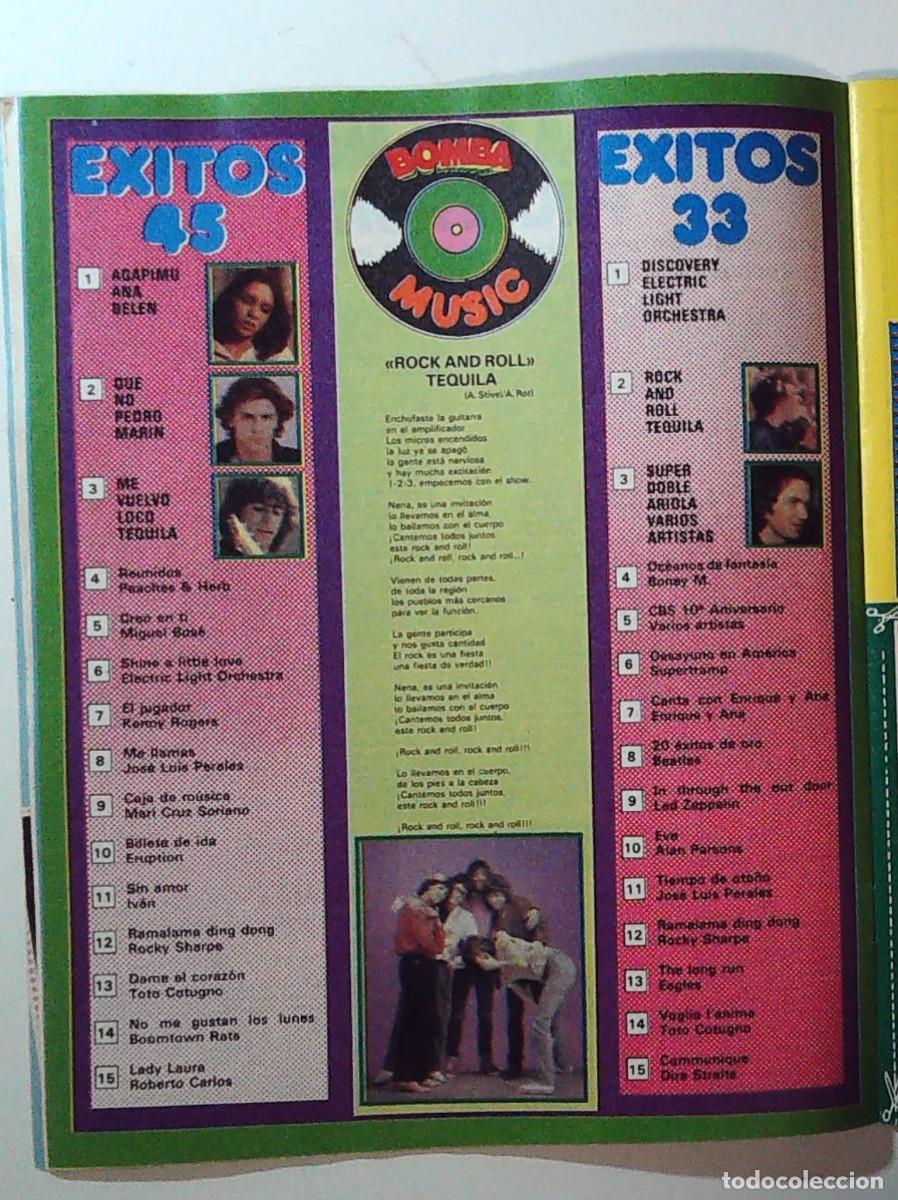 EXITOS
45
1
AGAPIMU
ANA
BELEN
2
QUE
NO
PEDRO
MARIN
3
ME
VUELVO
LOCO
TEQUILA
4
Reunidos
Peaches & Herb
5
Creo en ti
Miguel Bosé
6
Shine a little love
Electric Light Orchestra
7
El jugador
Kenny Rogers
8
Me llamas
José Luis Perales
9
Caja de música
Mari Cruz Soriano
10
Billete de ida
Eruption
11
Sin amor
Iván
12
Ramalama ding dong
Rocky Sharpe
13
Dame el corazón
Toto Cotugno
14
No me gustan los lunes
Boomtown Rats
15
Lady Laura
Roberto Carlos
BOMBA
MUSIC
«ROCK AND ROLL»
TEQUILA
(A. Stivel/A. Rot)
Enchufaste la guitarra
en el amplificador
Los micros encendidos
la luz ya se apagó
la gente está nerviosa
y hay mucha excitación
1-2-3, empecemos con el show.
Nena, es una invitación
lo llevamos en el alma,
lo bailamos con el cuerpo
¡Cantemos todos juntos
este rock and roll!
¡Rock and roll, rock and roll...!
Vienen de todas partes,
de toda la región
los pueblos más cercanos
para ver la función.
La gente participa
y nos gusta cantidad
El rock es una fiesta
una fiesta de verdad!!
Nena, es una invitación
lo llevamos en el alma
lo bailamos con el cuerpo
¡Cantemos todos juntos,
este rock and roll!
¡Rock and roll, rock and roll!!!
Lo llevamos en el cuerpo,
de los pies a la cabeza
¡Cantemos todos juntos,
este rock and roll!!!
¡Rock and roll, rock and roll!!!
EXITOS
33
1
DISCOVERY
ELECTRIC
LIGHT
ORCHESTRA
2
ROCK
AND
ROLL
TEQUILA
3
SUPER
DOBLE
ARIOLA
VARIOS
ARTISTAS
4
Océanos de fantasía
Boney M.
5
CBS 10º Aniversario
Varios artistas
6
Desayuno en América
Supertramp
7
Canta con Enrique y Ana
Enrique y Ana
8
20 éxitos de oro
Beatles
9
In through the out door
Led Zeppelin
10
Eve
Alan Parsons
11
Tiempo de otoño
José Luis Perales
12
Ramalama ding dong
Rocky Sharpe
13
The long run
Eagles
14
Voglio l'anima
Toto Cotugno
15
Communique
Dire Straits
todocoleccion